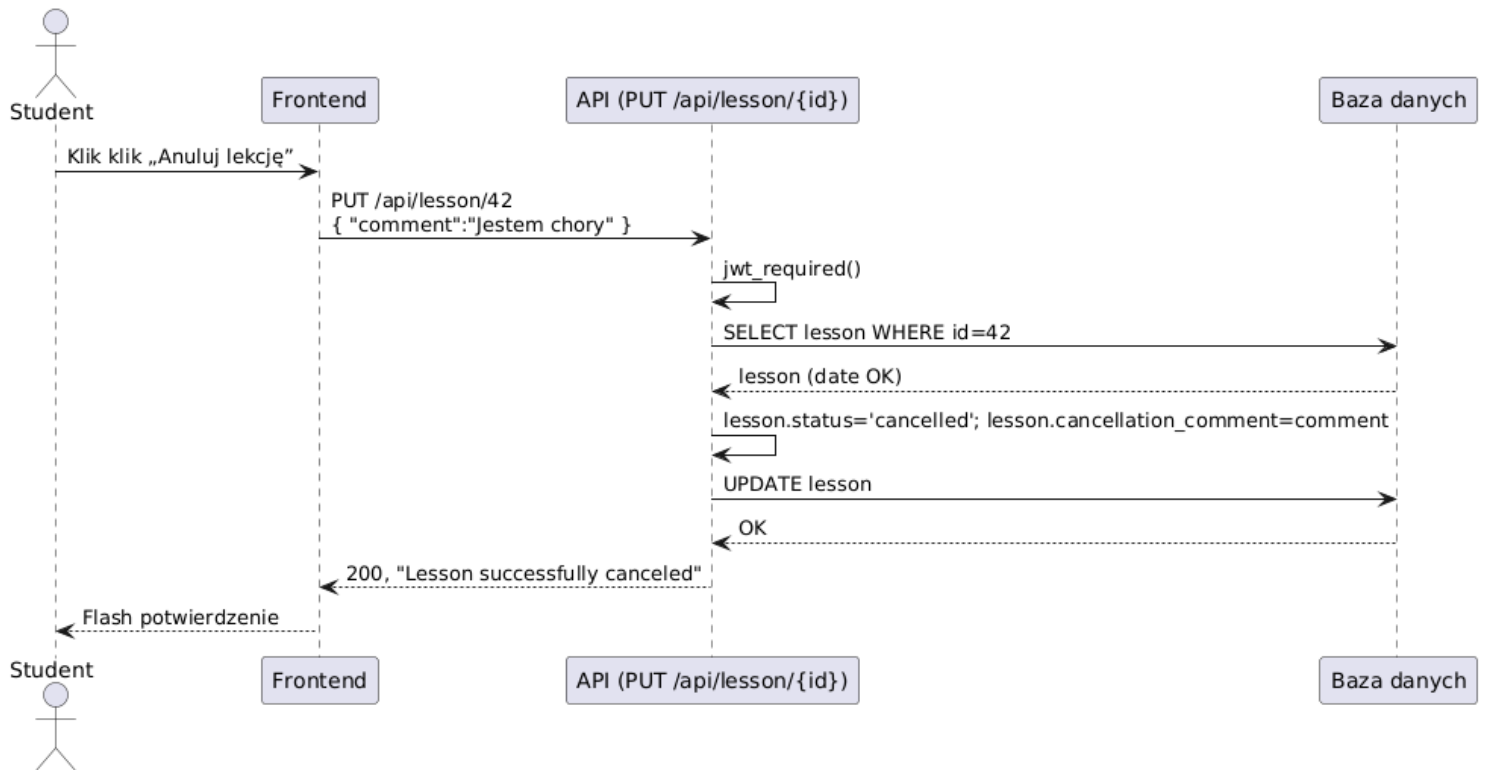 Student
Frontend
API (PUT /api/lesson/{id})
Baza danych
Klik klik „Anuluj lekcję”
PUT /api/lesson/42
{ "comment":"Jestem chory" }
jwt_required()
SELECT lesson WHERE id=42
lesson (date OK)
lesson.status='cancelled'; lesson.cancellation_comment=comment
UPDATE lesson
OK
200, "Lesson successfully canceled"
Flash potwierdzenie
Student
Frontend
API (PUT /api/lesson/{id})
Baza danych